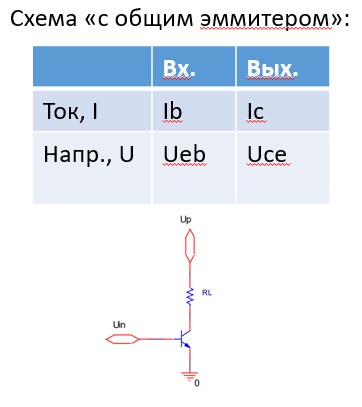 Схема «с общим эммитером»:
Вх. Вых.
Ток, I Ib Ic
Напр., U Ueb Uce
Up
RL
Uin
0